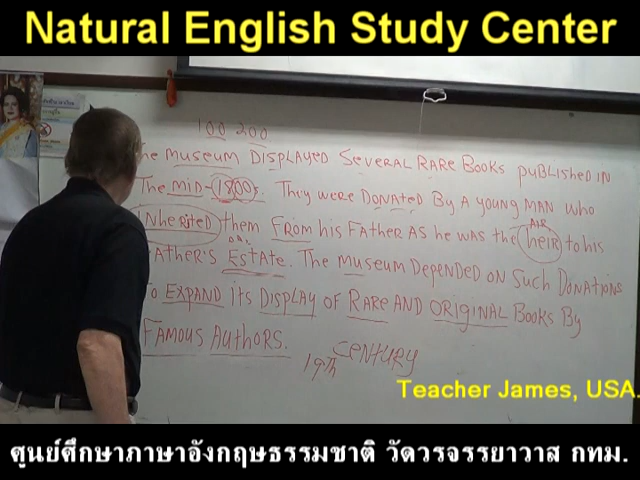 Natural English Study Center
100 200
he MUSEUM DISPLAYED SEVERAL RARE BOOKS PUBLISHED IN
THE MID-1800s. THEY WERE DONATED BY A YOUNG MAN WHO
AIR
INHERITED them FROM his FATHER AS HE WAS THE heiR to his
FATHER'S ESTATE. THE MUSEUM DEPENDED ON SUCH DONATIONS
TO EXPAND its DISPLAY OF RARE AND ORIGINAL BOOKS BY
FAMOUS AUTHORS.
19Th CENTURY
Teacher James, USA.
ศูนย์ศึกษาภาษาอังกฤษธรรมชาติ วัดวรจรรยาวาส กทม.